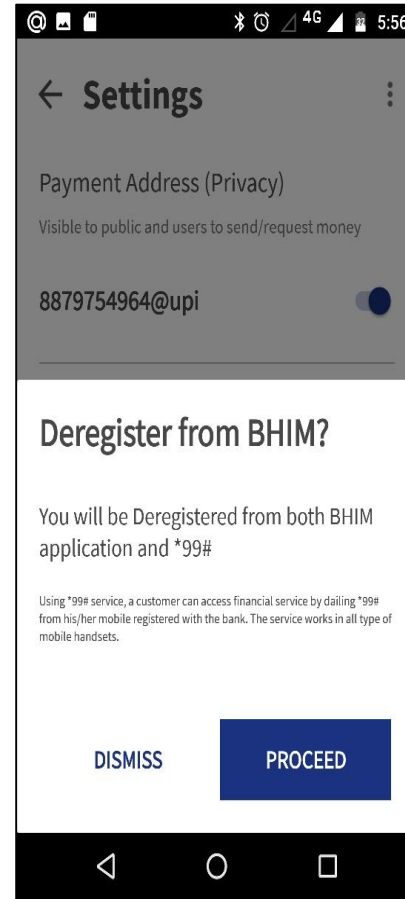 4G 5:56
Settings
Payment Address (Privacy)
Visible to public and users to send/request money
8879754964@upi
Deregister from BHIM?
You will be Deregistered from both BHIM
application and *99#
Using *99# service, a customer can access financial service by dailing *99#
from his/her mobile registered with the bank. The service works in all type of
mobile handsets.
DISMISS PROCEED